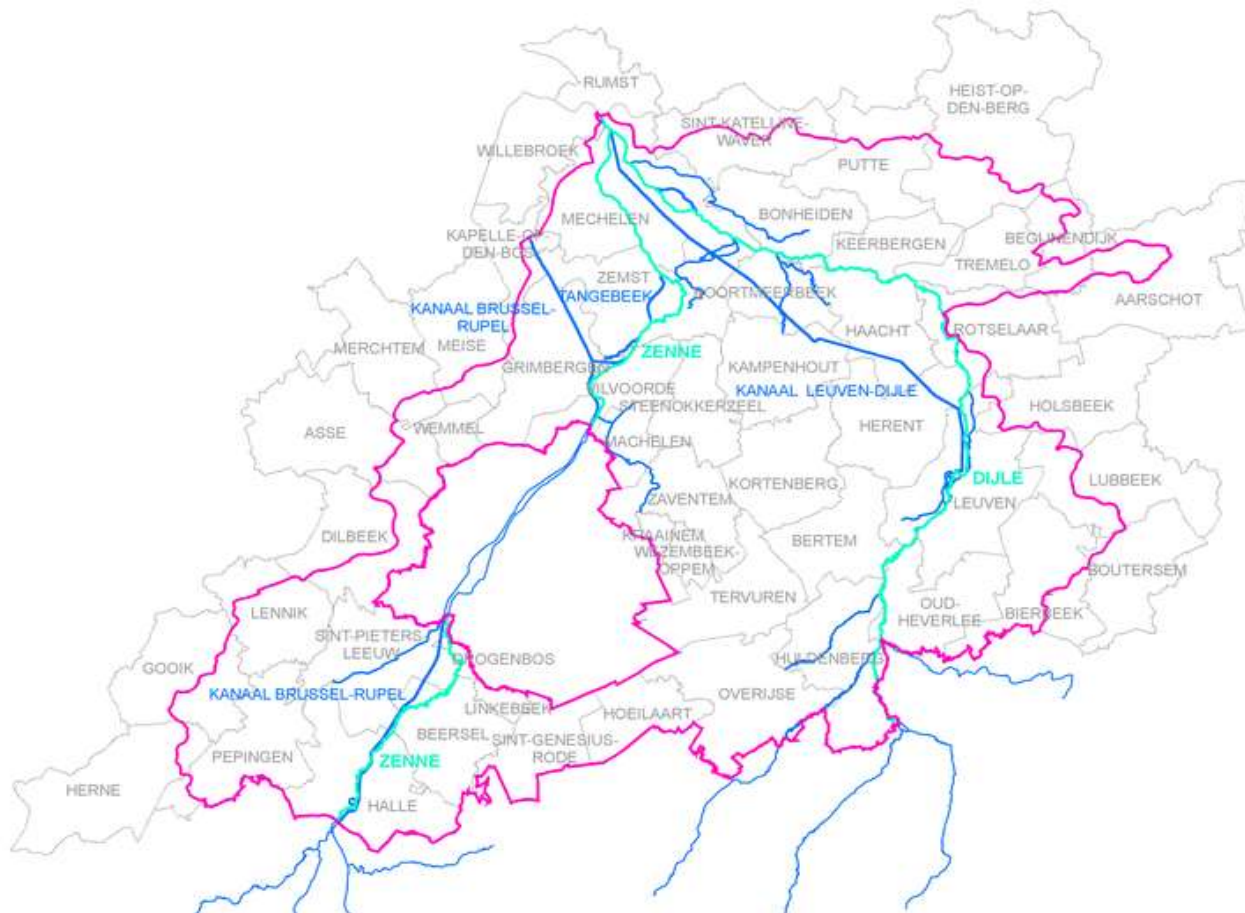 RUMST
HEIST-OP-
DEN-BERG
SINT-KATELIJNE-
WAVER
WILLEBROEK
PUTTE
MECHELEN
BONHEIDEN
KAPELLE-OP-
DEN-BOS
KEERBERGEN
BEGIJNENDIJK
TREMELO
ZEMST
TANGEBEEK
BOORTMEERBEEK
AARSCHOT
KANAAL BRUSSEL-
RUPEL
HAACHT
ROTSELAAR
MERCHTEM
MEISE
ZENNE
GRIMBERGEN
KAMPENHOUT
VILVOORDE
KANAAL LEUVEN-DIJLE
STEENOKKERZEEL
HOLSBEEK
ASSE
WEMMEL
MACHELEN
HERENT
DIJLE
LUBBEEK
KORTENBERG
ZAVENTEM
LEUVEN
DILBEEK
KRAAINEM
WEZEMBEEK-
OPPEM
BERTEM
BOUTERSEM
TERVUREN
OUD-
HEVERLEE
BIERBEEK
LENNIK
SINT-PIETERS
LEEUW
GOOIK
DROGENBOS
HULDENBERG
KANAAL BRUSSEL-RUPEL
OVERIJSE
LINKEBEEK
HOEILAART
BEERSEL
SINT-GENESIUS-
RODE
PEPINGEN
ZENNE
HERNE
HALLE